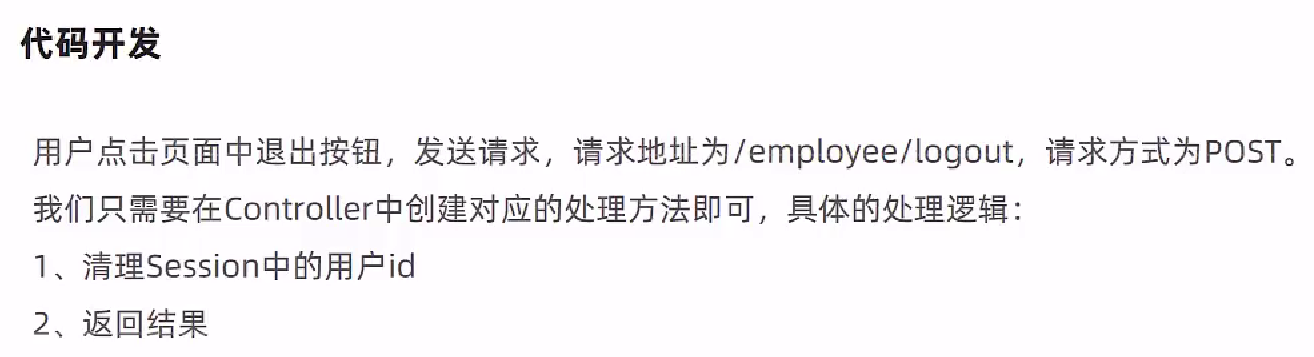 代码开发
用户点击页面中退出按钮，发送请求，请求地址为/employee/logout，请求方式为POST。
我们只需要在Controller中创建对应的处理方法即可，具体的处理逻辑：
1、清理Session中的用户id
2、返回结果